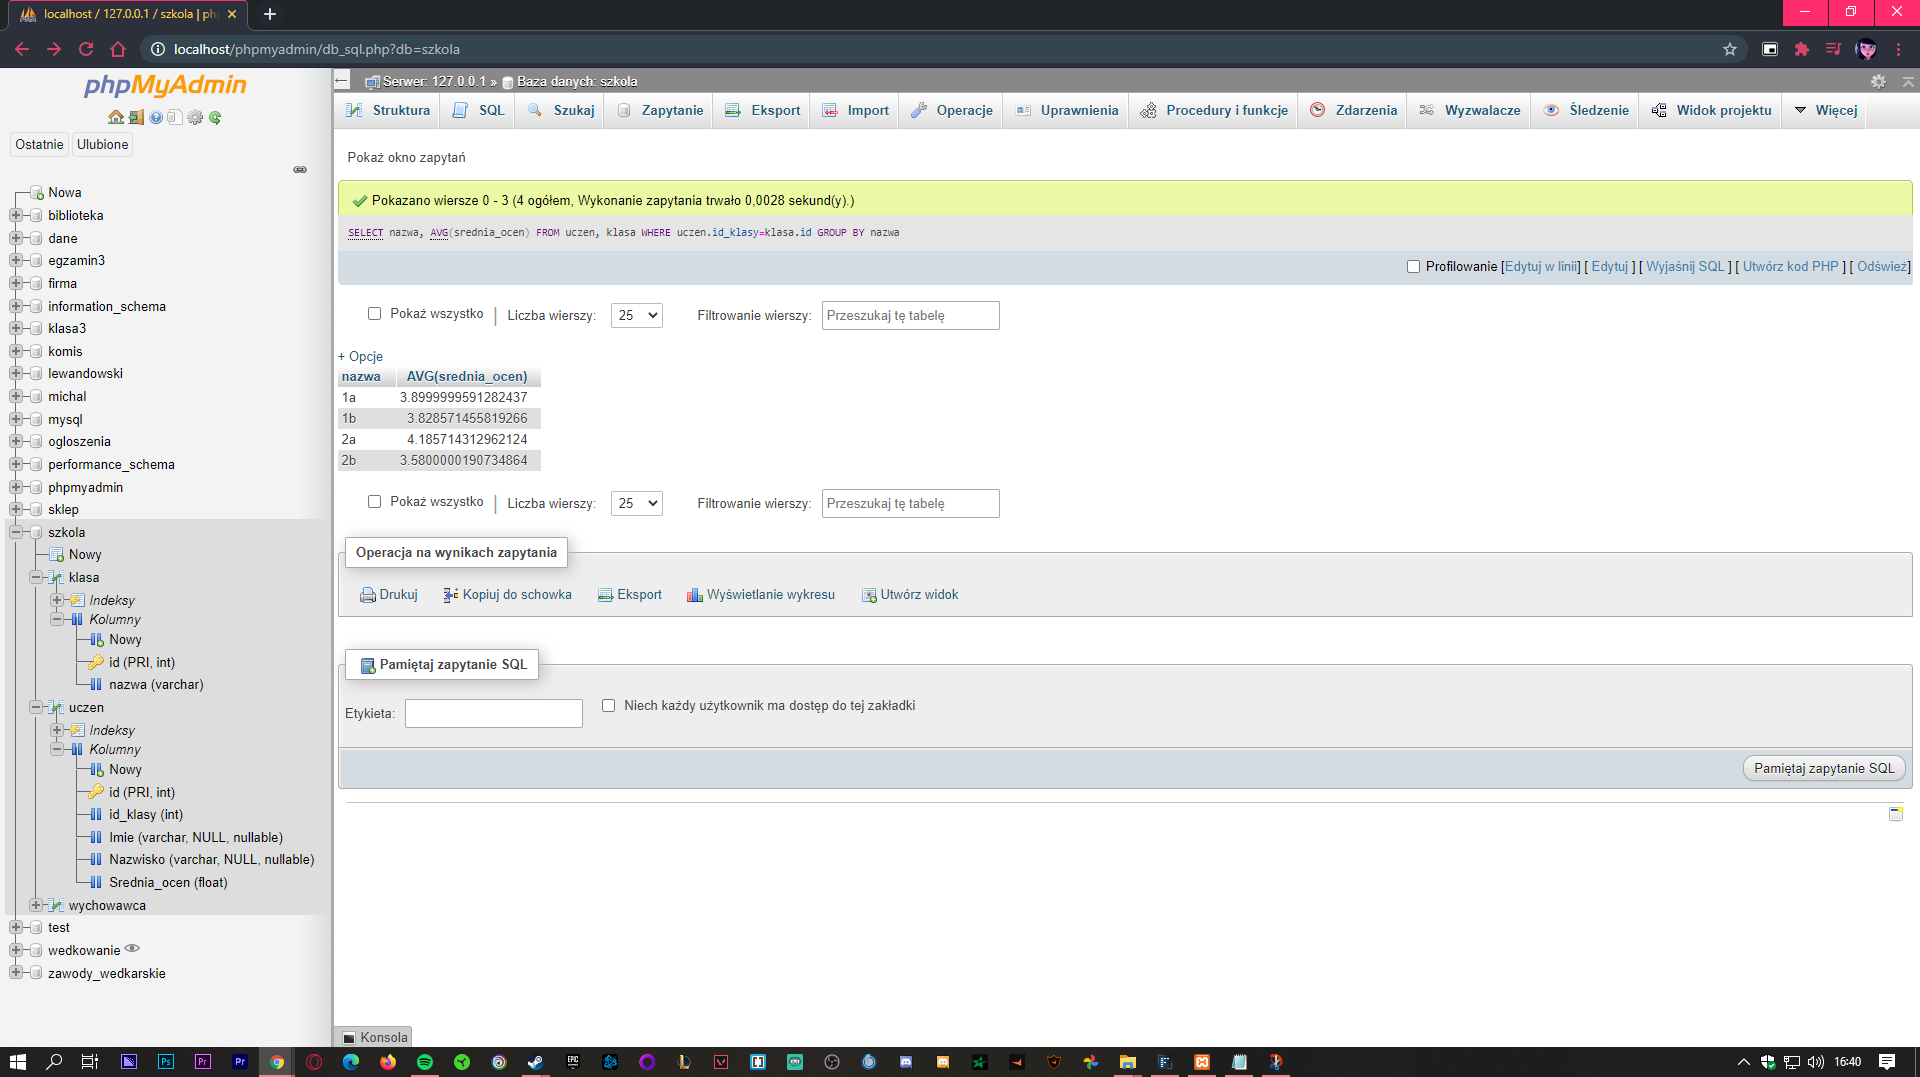 localhost / 127.0.0.1 / szkola | ph
localhost/phpmyadmin/db_sql.php?db=szkola
phpMyAdmin
Ostatnie Ulubione
Nowa
biblioteka
dane
egzamin3
firma
information_schema
klasa3
komis
lewandowski
michal
mysql
ogloszenia
performance_schema
phpmyadmin
sklep
szkola
Nowy
klasa
Indeksy
Kolumny
Nowy
id (PRI, int)
nazwa (varchar)
uczen
Indeksy
Kolumny
Nowy
id (PRI, int)
id_klasy (int)
Imie (varchar, NULL, nullable)
Nazwisko (varchar, NULL, nullable)
Srednia_ocen (float)
wychowawca
test
wedkowanie
zawody_wedkarskie
Serwer: 127.0.0.1 » Baza danych: szkola
Struktura SQL Szukaj Zapytanie Eksport Import Operacje Uprawnienia Procedury i funkcje Zdarzenia Wyzwalacze Śledzenie Widok projektu Więcej
Pokaż okno zapytań
Pokazano wiersze 0 - 3 (4 ogółem, Wykonanie zapytania trwało 0,0028 sekund(y).)
SELECT nazwa, AVG(srednia_ocen) FROM uczen, klasa WHERE uczen.id_klasy=klasa.id GROUP BY nazwa
Profilowanie [Edytuj w linii] [ Edytuj ] [ Wyjaśnij SQL ] [ Utwórz kod PHP ] [ Odśwież]
Pokaż wszystko | Liczba wierszy: 25 Filtrowanie wierszy: Przeszukaj tę tabelę
+ Opcje
nazwa AVG(srednia_ocen)
1a 3.8999999591282437
1b 3.828571455819266
2a 4.185714312962124
2b 3.5800000190734864
Pokaż wszystko | Liczba wierszy: 25 Filtrowanie wierszy: Przeszukaj tę tabelę
Operacja na wynikach zapytania
Drukuj Kopiuj do schowka Eksport Wyświetlanie wykresu Utwórz widok
Pamiętaj zapytanie SQL
Etykieta: Niech każdy użytkownik ma dostęp do tej zakładki
Pamiętaj zapytanie SQL
Konsola
Ps Pr Pr EPIC 16:40